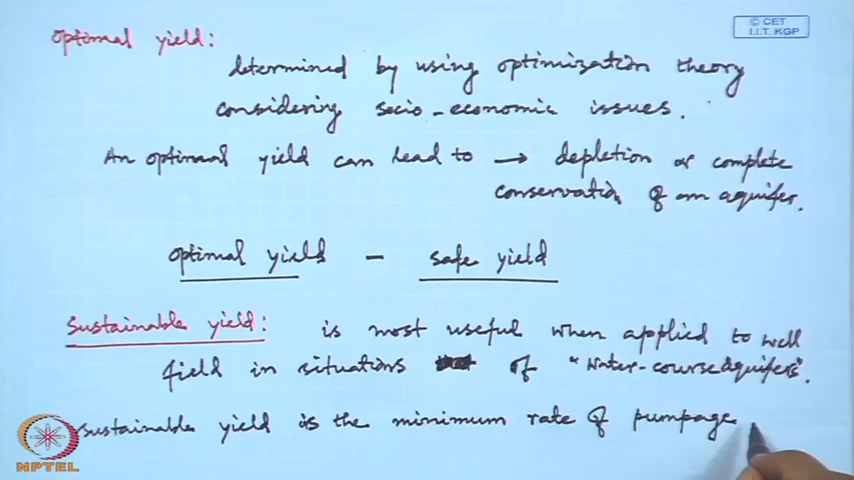 © CET
I.I.T. KGP
Optimal yield:
determined by using optimization theory
considering socio-economic issues.
An optimal yield can lead to → depletion or complete
conservation of an aquifer.
Optimal yield - safe yield
Sustainable yield: is most useful when applied to well
field in situations of "Water-course aquifers".
Sustainable yield is the minimum rate of pumpage
NPTEL